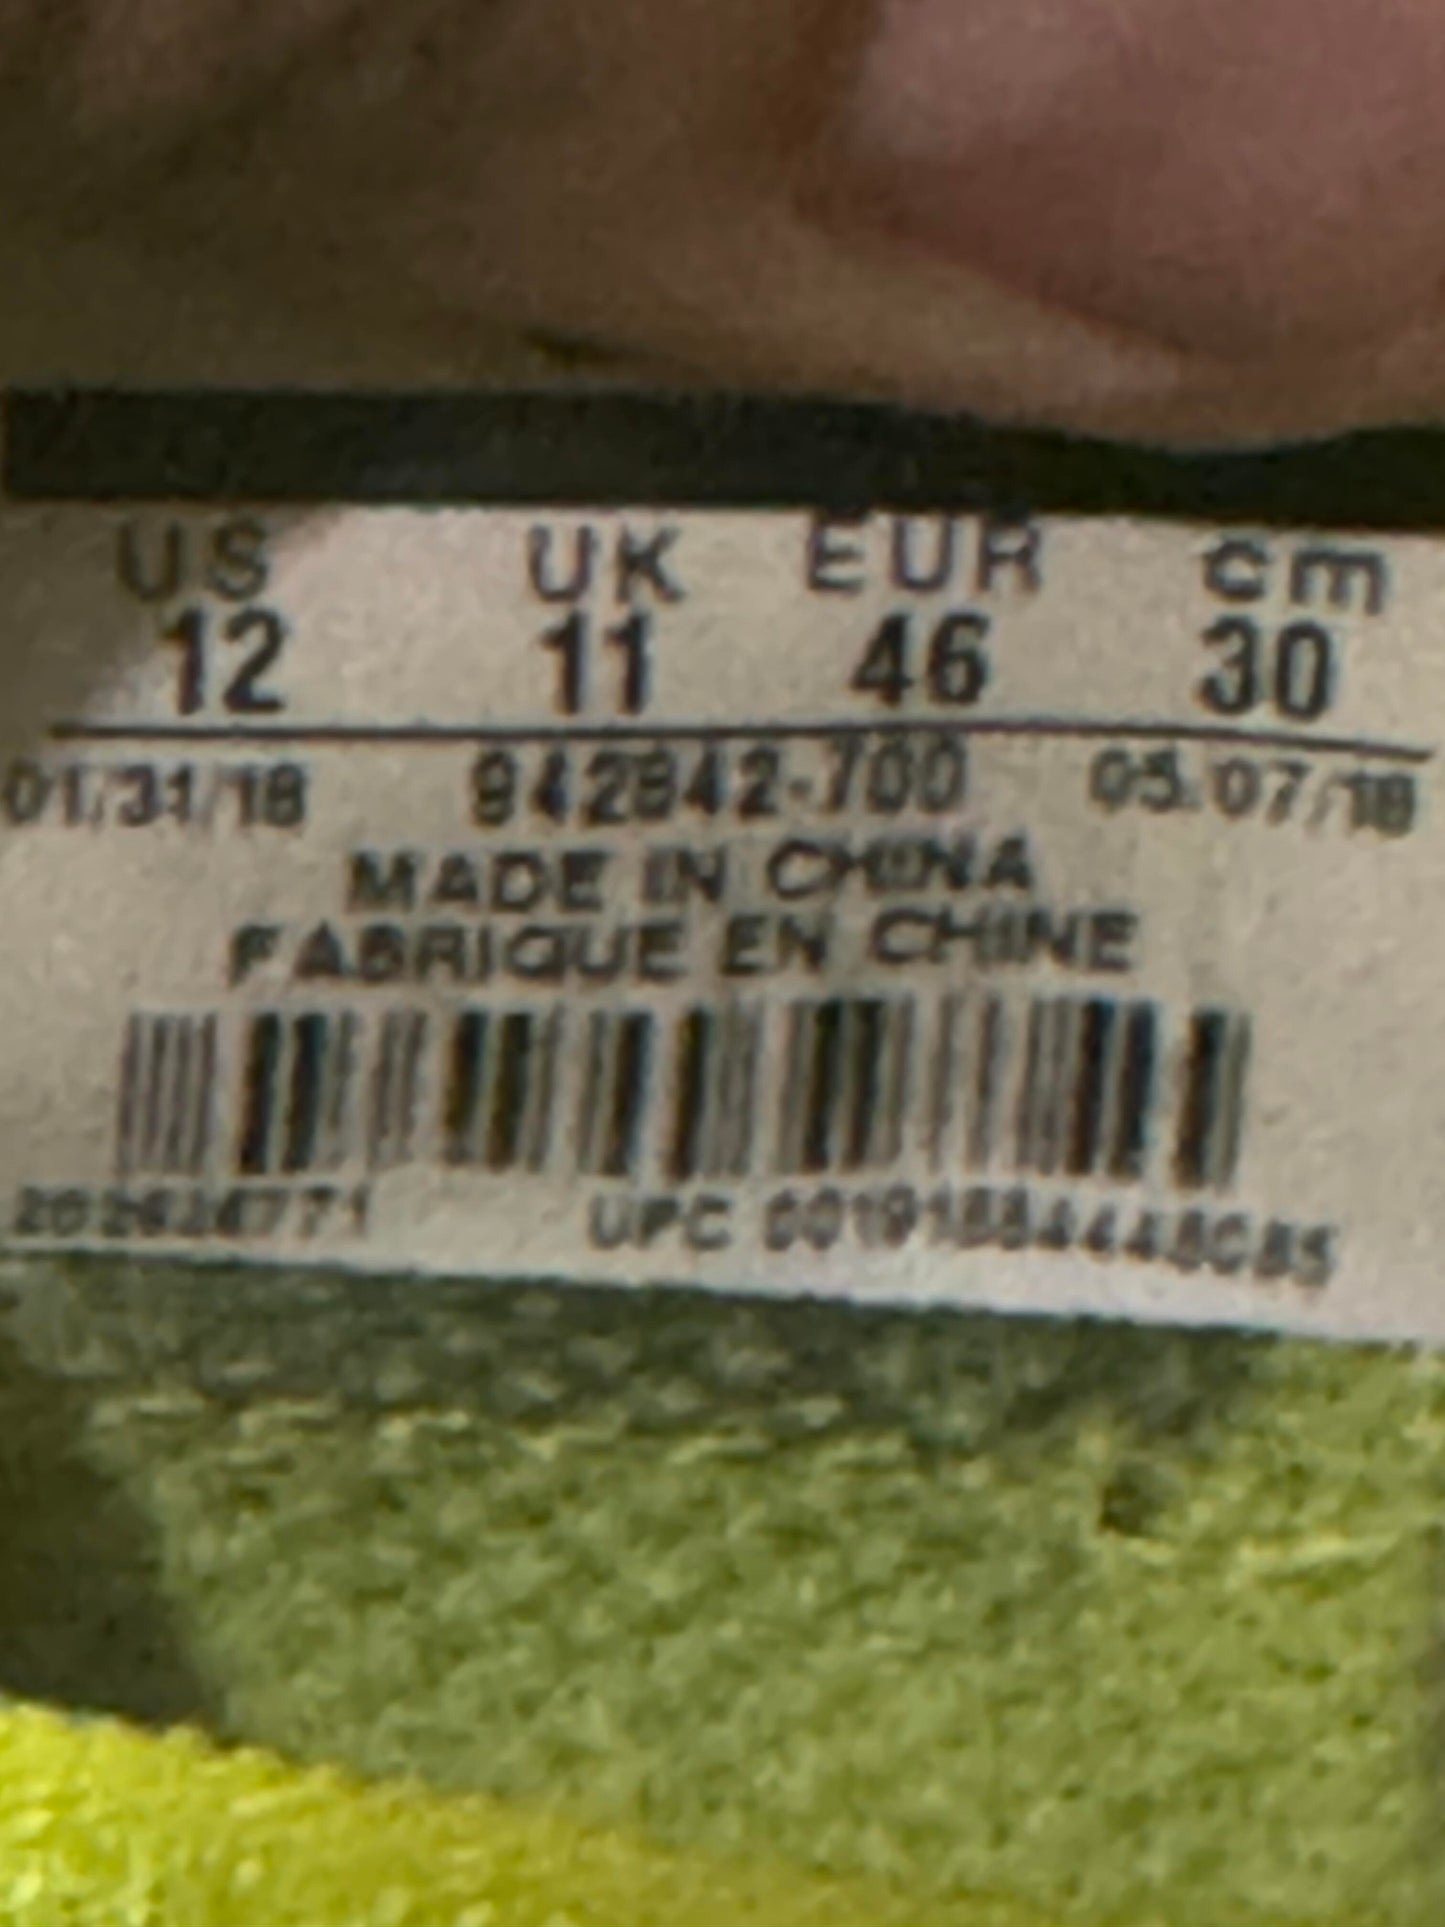 US UK EUR cm
12 11 46 30
01/31/18 942842-700 05/07/18
MADE IN CHINA
FABRIQUE EN CHINE
UPC